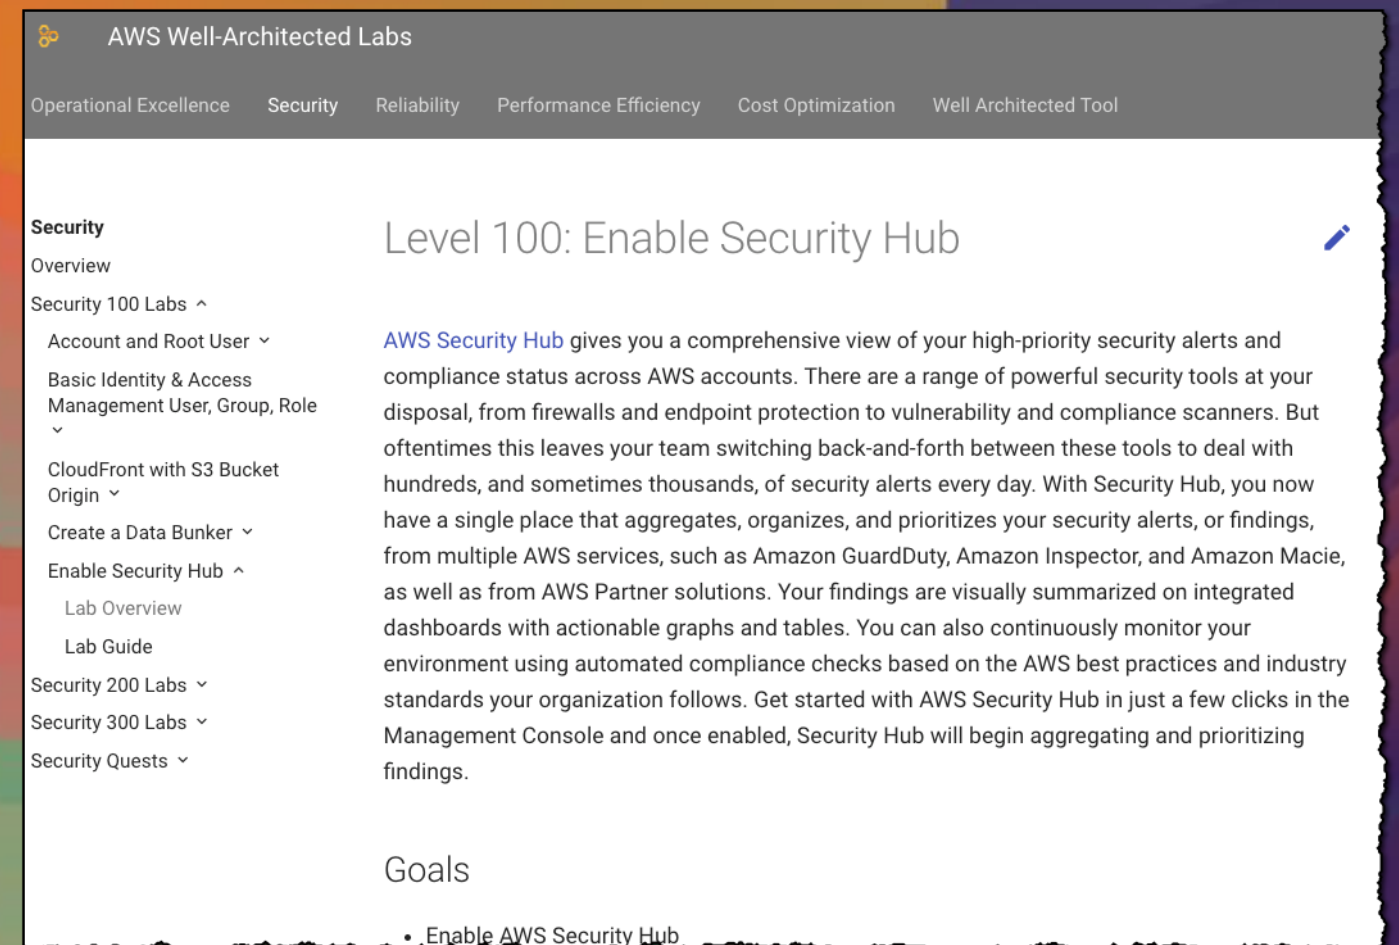 AWS Well-Architected Labs
Operational Excellence Security Reliability Performance Efficiency Cost Optimization Well Architected Tool
Security
Overview
Security 100 Labs
Account and Root User
Basic Identity & Access
Management User, Group, Role
CloudFront with S3 Bucket
Origin
Create a Data Bunker
Enable Security Hub
Lab Overview
Lab Guide
Security 200 Labs
Security 300 Labs
Security Quests
Level 100: Enable Security Hub
AWS Security Hub gives you a comprehensive view of your high-priority security alerts and
compliance status across AWS accounts. There are a range of powerful security tools at your
disposal, from firewalls and endpoint protection to vulnerability and compliance scanners. But
oftentimes this leaves your team switching back-and-forth between these tools to deal with
hundreds, and sometimes thousands, of security alerts every day. With Security Hub, you now
have a single place that aggregates, organizes, and prioritizes your security alerts, or findings,
from multiple AWS services, such as Amazon GuardDuty, Amazon Inspector, and Amazon Macie,
as well as from AWS Partner solutions. Your findings are visually summarized on integrated
dashboards with actionable graphs and tables. You can also continuously monitor your
environment using automated compliance checks based on the AWS best practices and industry
standards your organization follows. Get started with AWS Security Hub in just a few clicks in the
Management Console and once enabled, Security Hub will begin aggregating and prioritizing
findings.
Goals
• Enable AWS Security Hub